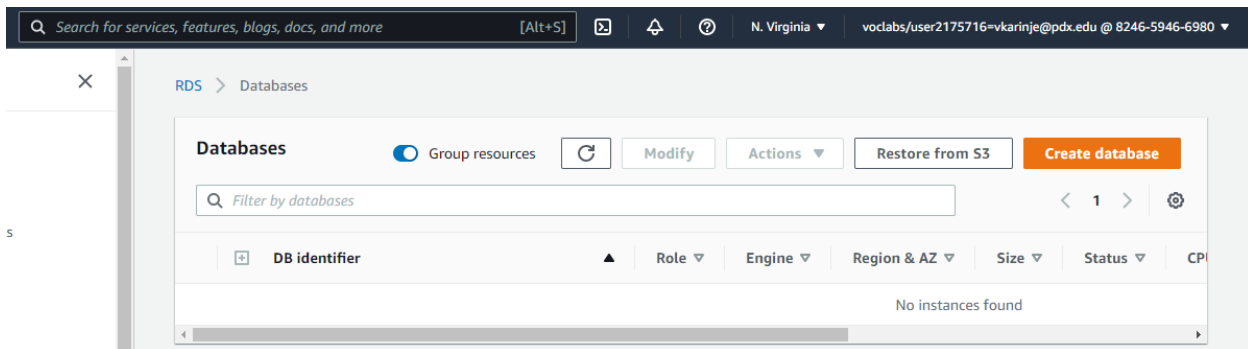 Search for services, features, blogs, docs, and more [Alt+S] N. Virginia ▼ voclabs/user2175716=vkarinje@pdx.edu @ 8246-5946-6980 ▼
RDS > Databases
Databases Group resources Modify Actions ▼ Restore from S3 Create database
Filter by databases < 1 >
s
DB identifier ▲ Role ▽ Engine ▽ Region & AZ ▽ Size ▽ Status ▽ CPU
No instances found